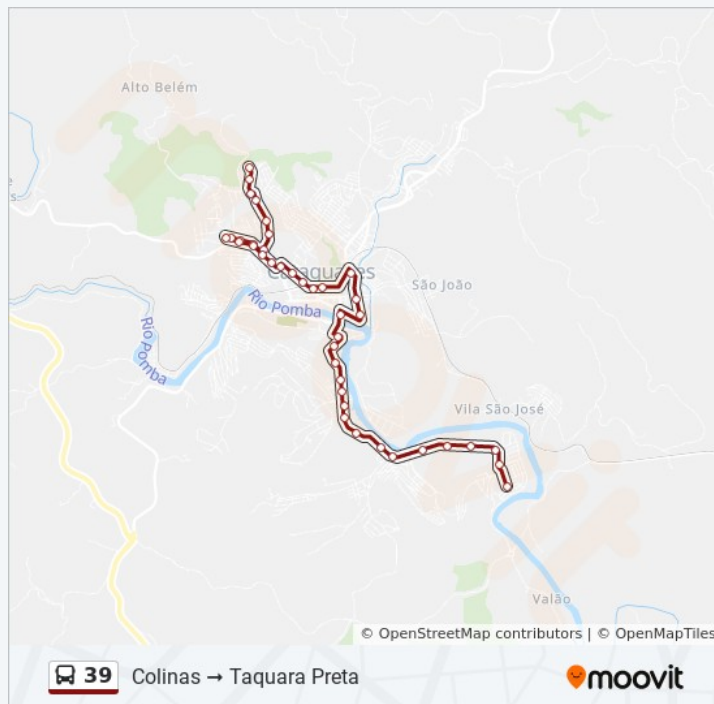 Alto Belém
Cataguases
São João
Rio Pomba
Rio Pomba
Vila São José
Valão
© OpenStreetMap contributors | © OpenMapTiles
39 Colinas → Taquara Preta
moovit